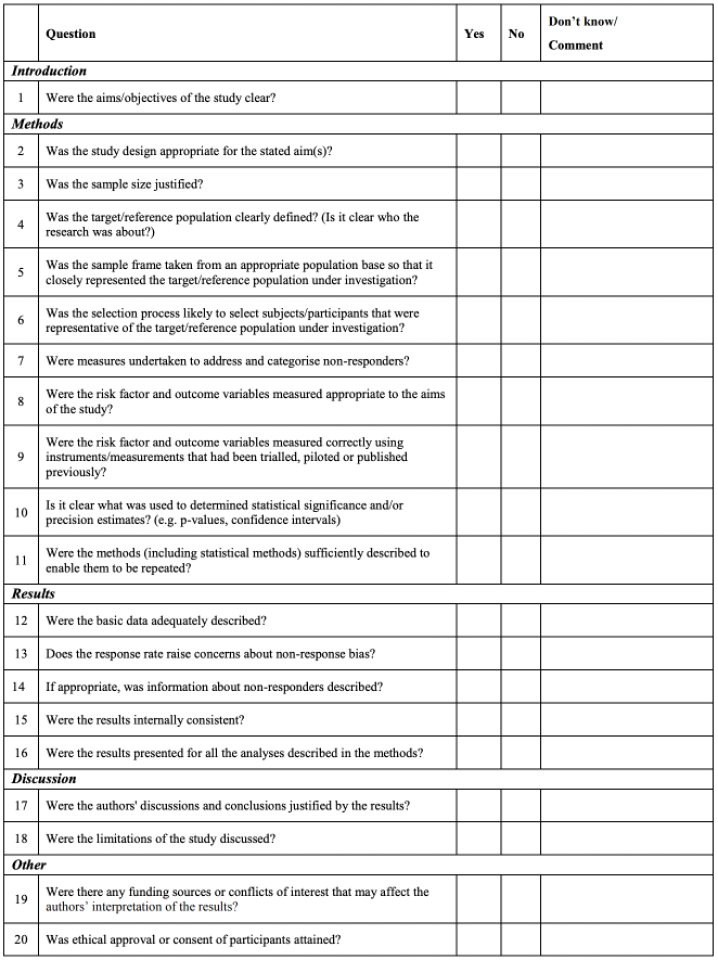 Question Yes No Don't know/
Comment
Introduction
1 Were the aims/objectives of the study clear?
Methods
2 Was the study design appropriate for the stated aim(s)?
3 Was the sample size justified?
4 Was the target/reference population clearly defined? (Is it clear who the
research was about?)
5 Was the sample frame taken from an appropriate population base so that it
closely represented the target/reference population under investigation?
6 Was the selection process likely to select subjects/participants that were
representative of the target/reference population under investigation?
7 Were measures undertaken to address and categorise non-responders?
8 Were the risk factor and outcome variables measured appropriate to the aims
of the study?
9 Were the risk factor and outcome variables measured correctly using
instruments/measurements that had been trialled, piloted or published
previously?
10 Is it clear what was used to determined statistical significance and/or
precision estimates? (e.g. p-values, confidence intervals)
11 Were the methods (including statistical methods) sufficiently described to
enable them to be repeated?
Results
12 Were the basic data adequately described?
13 Does the response rate raise concerns about non-response bias?
14 If appropriate, was information about non-responders described?
15 Were the results internally consistent?
16 Were the results presented for all the analyses described in the methods?
Discussion
17 Were the authors' discussions and conclusions justified by the results?
18 Were the limitations of the study discussed?
Other
19 Were there any funding sources or conflicts of interest that may affect the
authors' interpretation of the results?
20 Was ethical approval or consent of participants attained?